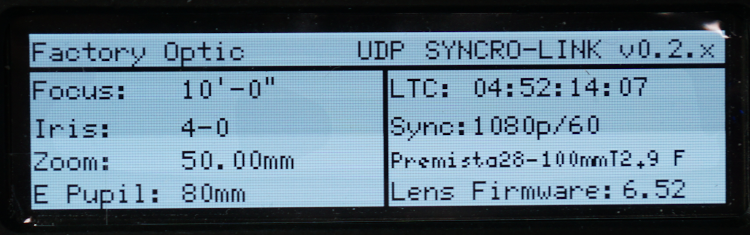 Factory Optic UDP SYNCRO-LINK v0.2.x
Focus: 10'-0"
Iris: 4-0
Zoom: 50.00mm
E Pupil: 80mm
LTC: 04:52:14:07
Sync:1080p/60
Premista28-100mmT2.9 F
Lens Firmware:6.52